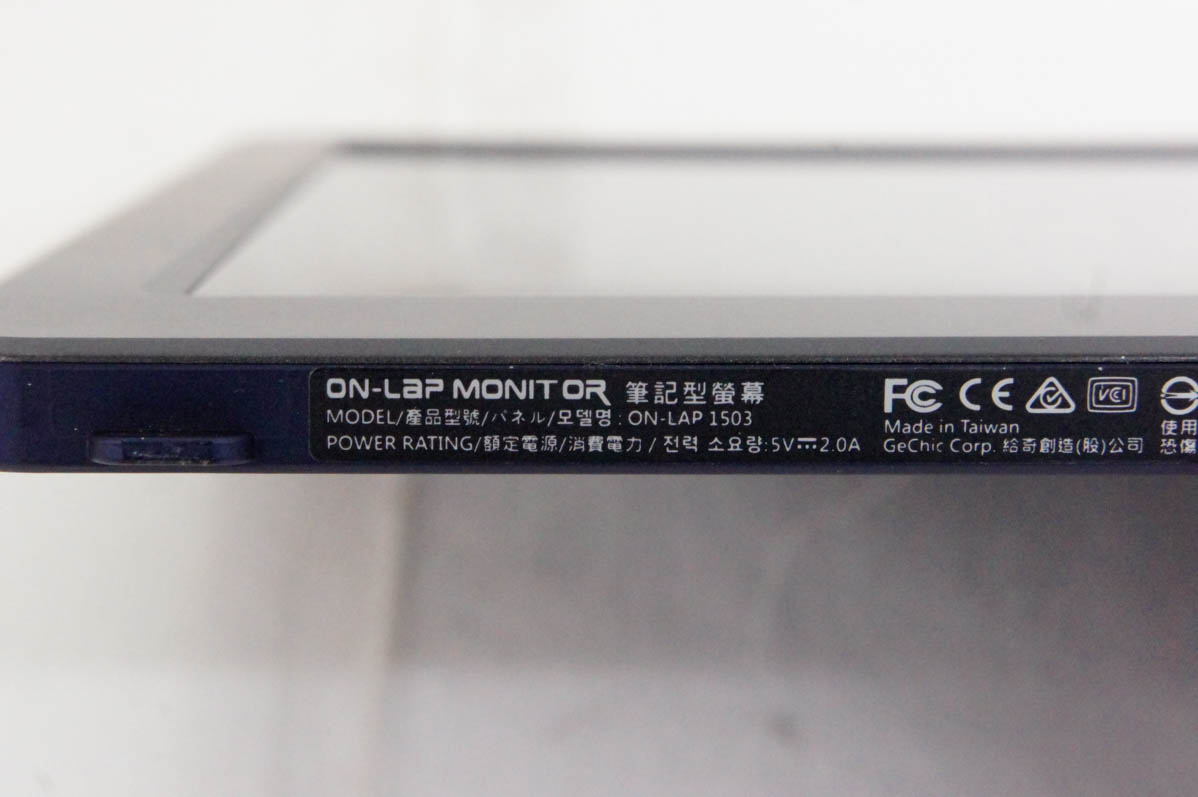 ON-LAP MONITOR 筆記型螢幕
MODEL/產品型號/パネル/모델명 : ON-LAP 1503
POWER RATING/額定電源/消費電力 / 전력 소요량:5V⎓2.0A
FC CE VCI
Made in Taiwan
GeChic Corp. 給奇創造(股)公司
使用
恐傷